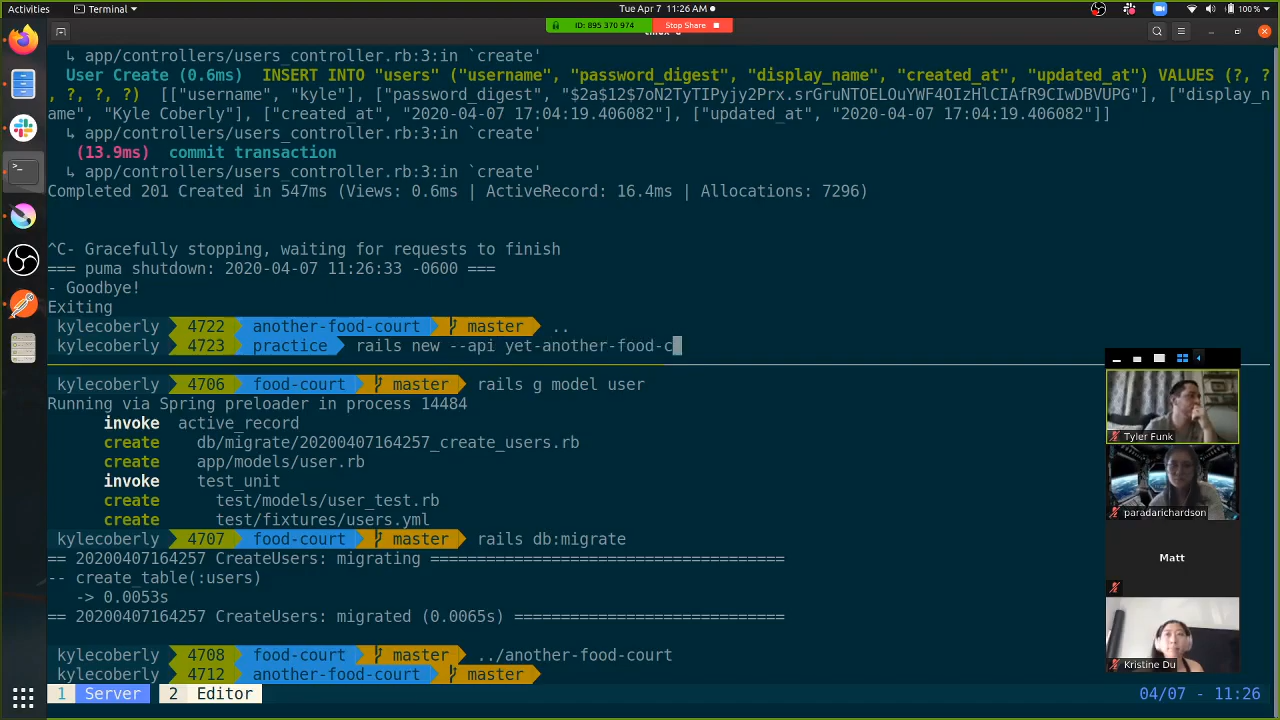 Activities
Terminal
Tue Apr 7 11:26 AM
100 %
ID: 895 370 974
Stop Share
↳ app/controllers/users_controller.rb:3:in `create'
User Create (0.6ms)  INSERT INTO "users" ("username", "password_digest", "display_name", "created_at", "updated_at") VALUES (?, ?
, ?, ?, ?)  [["username", "kyle"], ["password_digest", "$2a$12$7oN2TyTIPyjy2Prx.srGruNTOELOuYWF4OIzHlCIAfR9CIwDBVUPG"], ["display_n
ame", "Kyle Coberly"], ["created_at", "2020-04-07 17:04:19.406082"], ["updated_at", "2020-04-07 17:04:19.406082"]]
↳ app/controllers/users_controller.rb:3:in `create'
(13.9ms)  commit transaction
↳ app/controllers/users_controller.rb:3:in `create'
Completed 201 Created in 547ms (Views: 0.6ms | ActiveRecord: 16.4ms | Allocations: 7296)
^C- Gracefully stopping, waiting for requests to finish
=== puma shutdown: 2020-04-07 11:26:33 -0600 ===
- Goodbye!
Exiting
kylecoberly 4722 another-food-court master ..
kylecoberly 4723 practice rails new --api yet-another-food-c
kylecoberly 4706 food-court master rails g model user
Running via Spring preloader in process 14484
invoke  active_record
create    db/migrate/20200407164257_create_users.rb
create    app/models/user.rb
invoke    test_unit
create      test/models/user_test.rb
create      test/fixtures/users.yml
kylecoberly 4707 food-court master rails db:migrate
== 20200407164257 CreateUsers: migrating ======================================
-- create_table(:users)
-> 0.0053s
== 20200407164257 CreateUsers: migrated (0.0065s) =============================
kylecoberly 4708 food-court master ../another-food-court
kylecoberly 4712 another-food-court master
1 Server 2 Editor
04/07 - 11:26
Tyler Funk
paradarichardson
Matt
Kristine Du